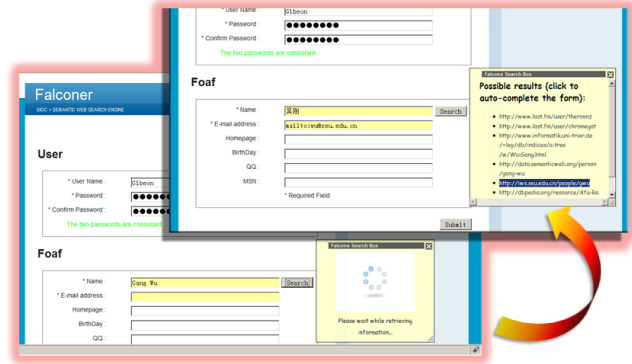 * User Name :
Gibeon
* Password :
* Confirm Password :
The two passwords are consistant.
Foaf
* Name :
吴刚
Search
* E-mail address :
mailto:wu@seu.edu.cn
Homepage :
BirthDay :
QQ :
MSN :
* Required Field
Submit
Falcons Search Box
Possible results (click to
auto-complete the form):
http://www.last.fm/user/theroonz
http://www.last.fm/user/chromegat
http://www.informatik.uni-trier.de
/~ley/db/indices/a-tree
/w/Wu:Gang.html
http://data.semanticweb.org/person
/gang-wu
http://iws.seu.edu.cn/people/gwu
http://dbpedia.org/resource/Afa-Ra
Falconer
SIOC + SEMANTIC WEB SEARCH ENGINE
User
* User Name :
Gibeon
* Password :
* Confirm Password :
The two passwords are consistant.
Foaf
* Name :
Gang Wu
Search
* E-mail address :
Homepage :
BirthDay :
QQ :
Falcons Search Box
Please wait while retrieving
information...